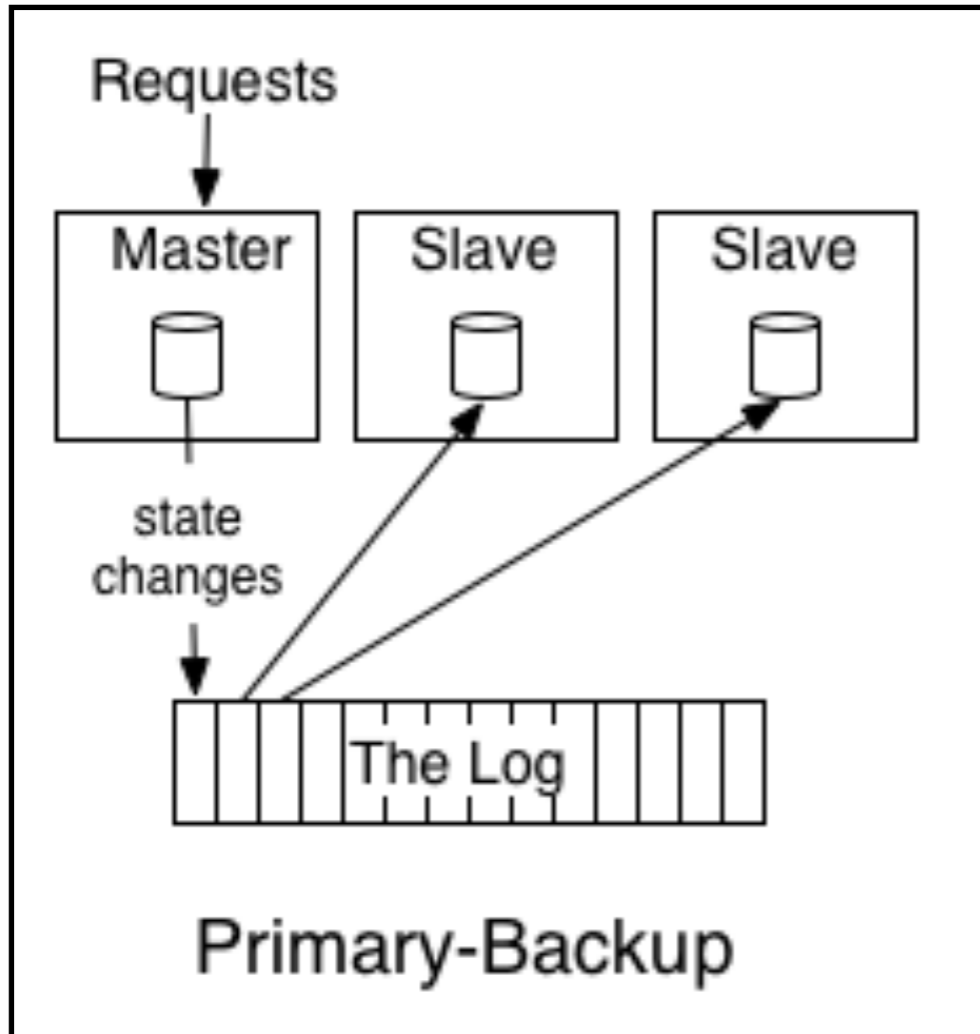 Requests
Master
Slave
Slave
state
changes
The Log
Primary-Backup